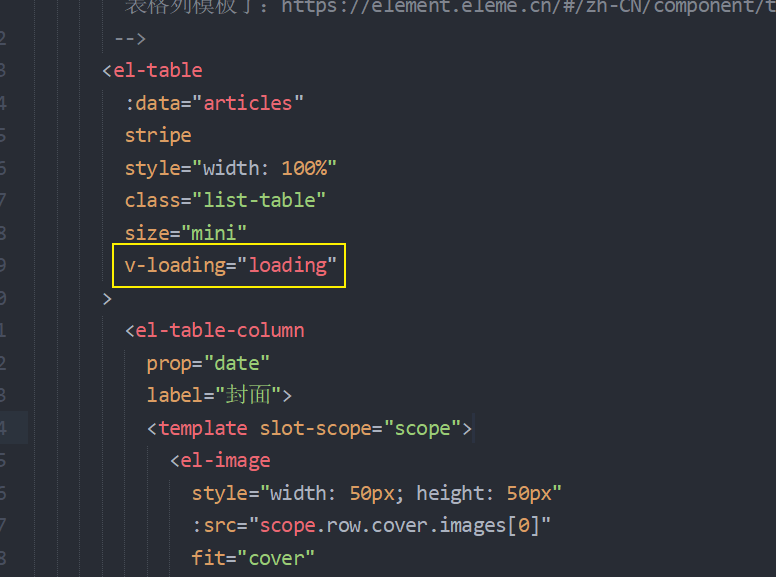 表格列模板了：https://element.eleme.cn/#/zh-CN/component/t
-->
<el-table
:data="articles"
stripe
style="width: 100%"
class="list-table"
size="mini"
v-loading="loading"
>
<el-table-column
prop="date"
label="封面">
<template slot-scope="scope">
<el-image
style="width: 50px; height: 50px"
:src="scope.row.cover.images[0]"
fit="cover"